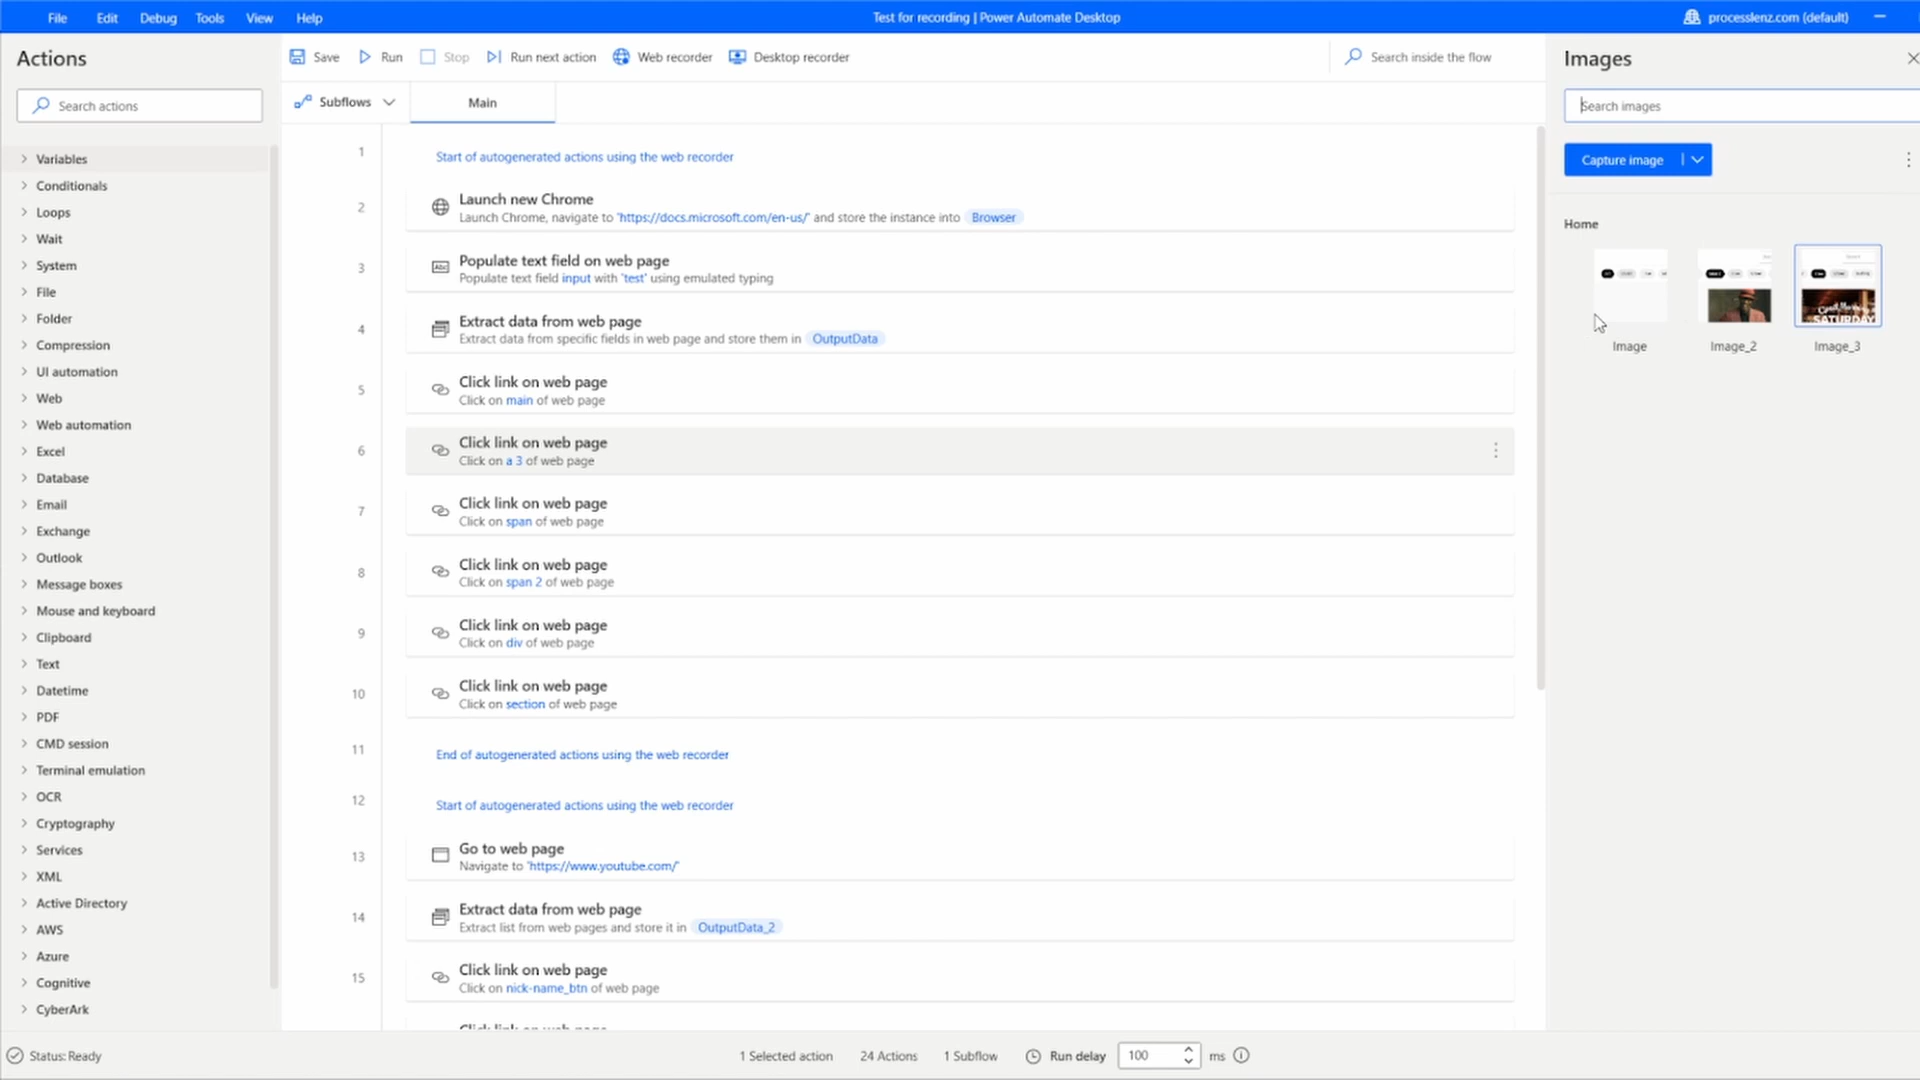 File Edit Debug Tools View Help
Test for recording | Power Automate Desktop
processlenz.com (default)
Actions
Search actions
Variables
Conditionals
Loops
Wait
System
File
Folder
Compression
UI automation
Web
Web automation
Excel
Database
Email
Exchange
Outlook
Message boxes
Mouse and keyboard
Clipboard
Text
Datetime
PDF
CMD session
Terminal emulation
OCR
Cryptography
Services
XML
Active Directory
AWS
Azure
Cognitive
CyberArk
Save Run Stop Run next action Web recorder Desktop recorder
Search inside the flow
Subflows Main
1 Start of autogenerated actions using the web recorder
2 Launch new Chrome
Launch Chrome, navigate to 'https://docs.microsoft.com/en-us/' and store the instance into Browser
3 Populate text field on web page
Populate text field input with 'test' using emulated typing
4 Extract data from web page
Extract data from specific fields in web page and store them in OutputData
5 Click link on web page
Click on main of web page
6 Click link on web page
Click on a 3 of web page
7 Click link on web page
Click on span of web page
8 Click link on web page
Click on span 2 of web page
9 Click link on web page
Click on div of web page
10 Click link on web page
Click on section of web page
11 End of autogenerated actions using the web recorder
12 Start of autogenerated actions using the web recorder
13 Go to web page
Navigate to 'https://www.youtube.com/'
14 Extract data from web page
Extract list from web pages and store it in OutputData_2
15 Click link on web page
Click on nick-name_btn of web page
Click link on web page
Images
Search images
Capture image
Home
SATURDAY
Image Image_2 Image_3
Status: Ready
1 Selected action 24 Actions 1 Subflow Run delay 100 ms